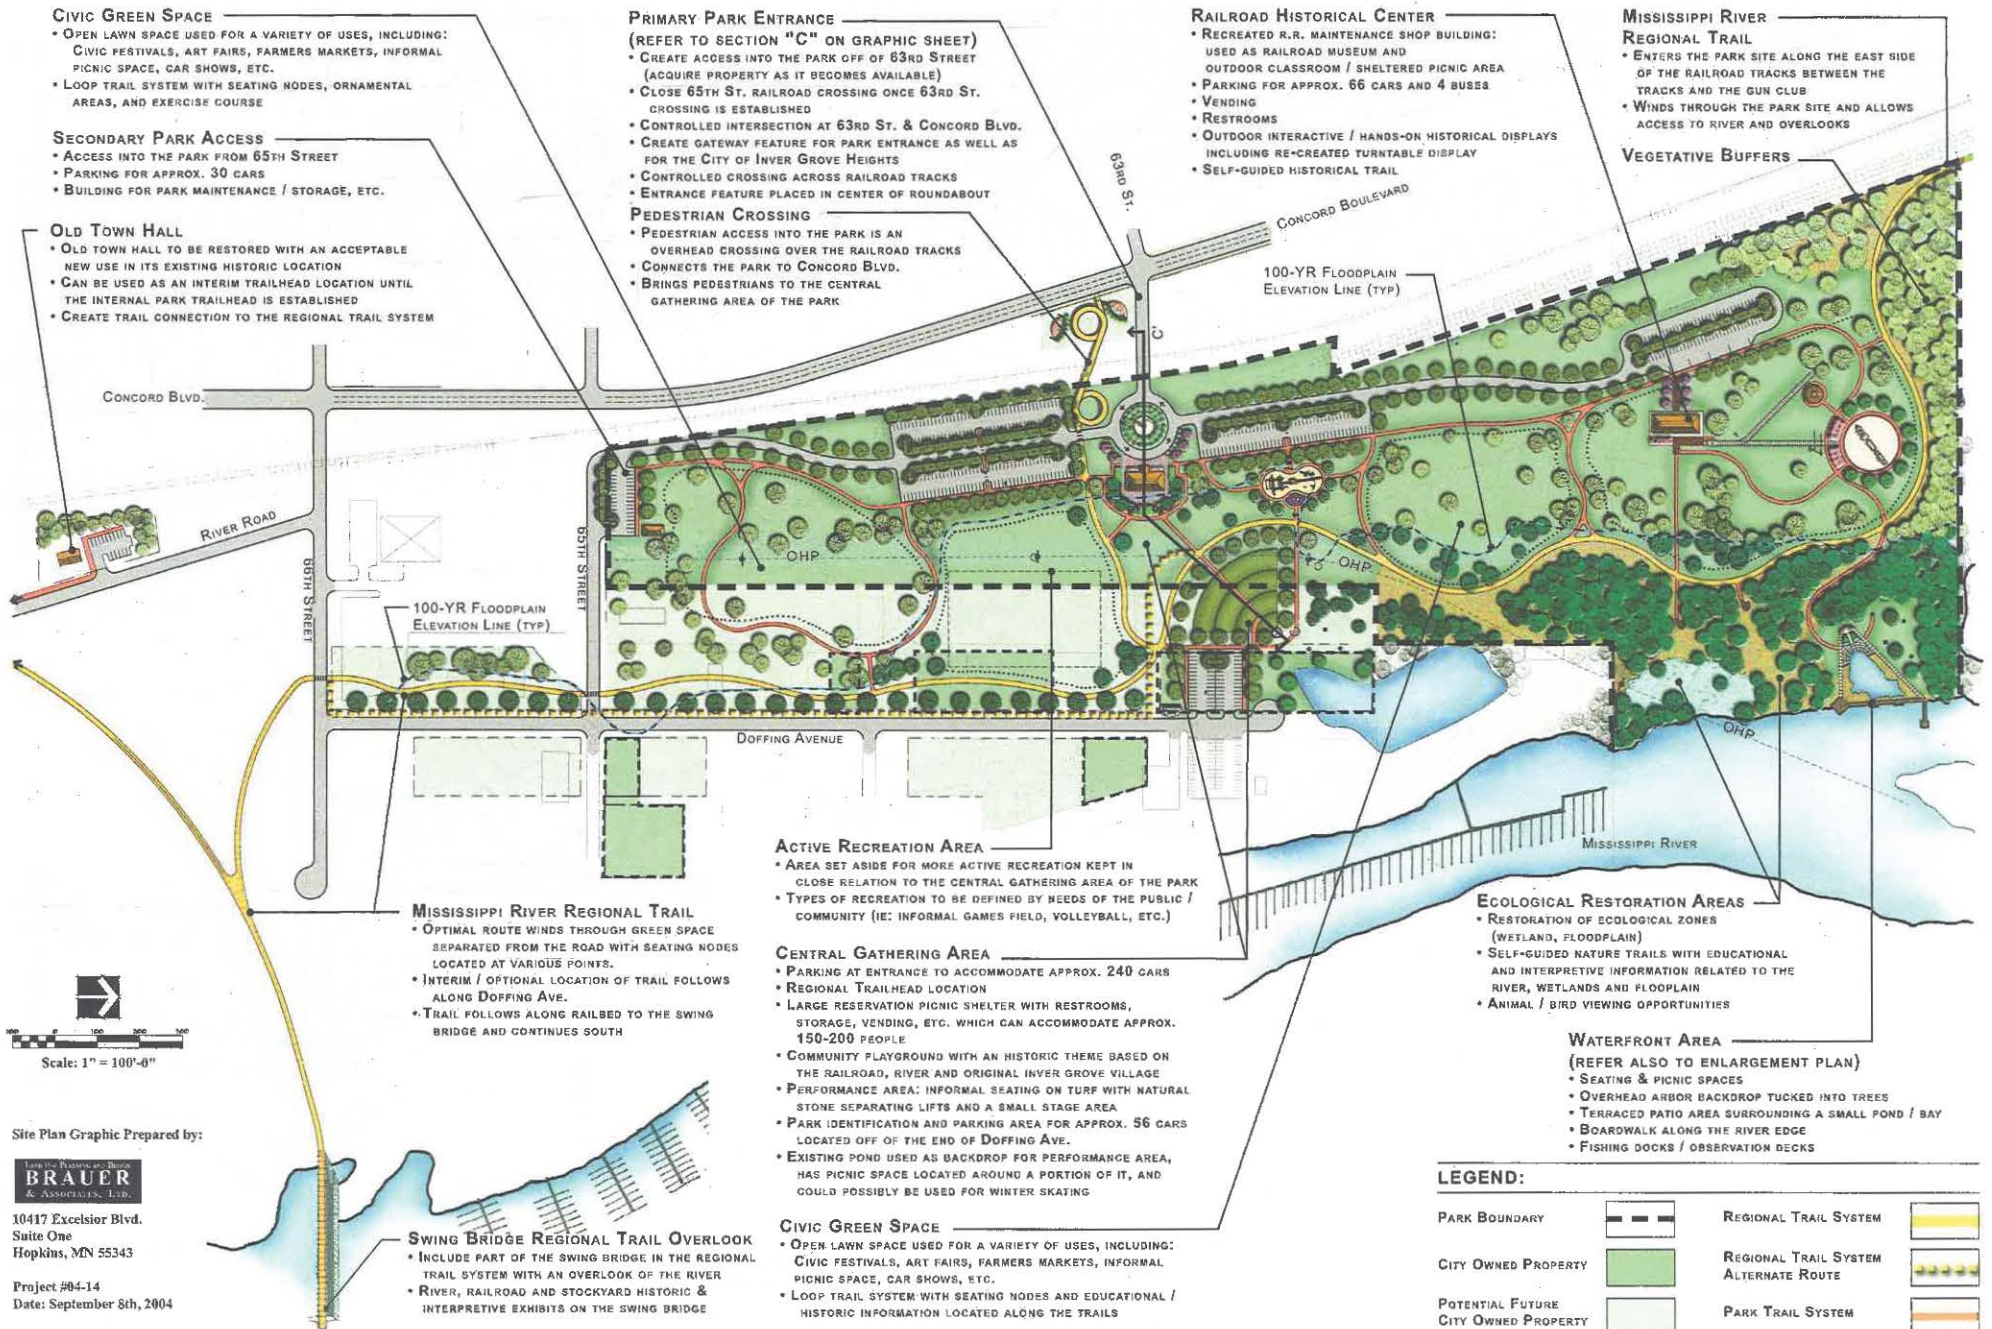 CIVIC GREEN SPACE
• OPEN LAWN SPACE USED FOR A VARIETY OF USES, INCLUDING:
CIVIC FESTIVALS, ART FAIRS, FARMERS MARKETS, INFORMAL
PICNIC SPACE, CAR SHOWS, ETC.
• LOOP TRAIL SYSTEM WITH SEATING NODES, ORNAMENTAL
AREAS, AND EXERCISE COURSE
SECONDARY PARK ACCESS
• ACCESS INTO THE PARK FROM 65TH STREET
• PARKING FOR APPROX. 30 CARS
• BUILDING FOR PARK MAINTENANCE / STORAGE, ETC.
OLD TOWN HALL
• OLD TOWN HALL TO BE RESTORED WITH AN ACCEPTABLE
NEW USE IN ITS EXISTING HISTORIC LOCATION
• CAN BE USED AS AN INTERIM TRAILHEAD LOCATION UNTIL
THE INTERNAL PARK TRAILHEAD IS ESTABLISHED
• CREATE TRAIL CONNECTION TO THE REGIONAL TRAIL SYSTEM
PRIMARY PARK ENTRANCE
(REFER TO SECTION "C" ON GRAPHIC SHEET)
• CREATE ACCESS INTO THE PARK OFF OF 63RD STREET
(ACQUIRE PROPERTY AS IT BECOMES AVAILABLE)
• CLOSE 65TH ST. RAILROAD CROSSING ONCE 63RD ST.
CROSSING IS ESTABLISHED
• CONTROLLED INTERSECTION AT 63RD ST. & CONCORD BLVD.
• CREATE GATEWAY FEATURE FOR PARK ENTRANCE AS WELL AS
FOR THE CITY OF INVER GROVE HEIGHTS
• CONTROLLED CROSSING ACROSS RAILROAD TRACKS
• ENTRANCE FEATURE PLACED IN CENTER OF ROUNDABOUT
PEDESTRIAN CROSSING
• PEDESTRIAN ACCESS INTO THE PARK IS AN
OVERHEAD CROSSING OVER THE RAILROAD TRACKS
• CONNECTS THE PARK TO CONCORD BLVD.
• BRINGS PEDESTRIANS TO THE CENTRAL
GATHERING AREA OF THE PARK
RAILROAD HISTORICAL CENTER
• RECREATED R.R. MAINTENANCE SHOP BUILDING:
USED AS RAILROAD MUSEUM AND
OUTDOOR CLASSROOM / SHELTERED PICNIC AREA
• PARKING FOR APPROX. 66 CARS AND 4 BUSES
• VENDING
• RESTROOMS
• OUTDOOR INTERACTIVE / HANDS-ON HISTORICAL DISPLAYS
INCLUDING RE-CREATED TURNTABLE DISPLAY
• SELF-GUIDED HISTORICAL TRAIL
MISSISSIPPI RIVER
REGIONAL TRAIL
• ENTERS THE PARK SITE ALONG THE EAST SIDE
OF THE RAILROAD TRACKS BETWEEN THE
TRACKS AND THE GUN CLUB
• WINDS THROUGH THE PARK SITE AND ALLOWS
ACCESS TO RIVER AND OVERLOOKS
VEGETATIVE BUFFERS
63RD ST.
CONCORD BOULEVARD
100-YR FLOODPLAIN
ELEVATION LINE (TYP)
C
CONCORD BLVD.
RIVER ROAD
66TH STREET
65TH STREET
OHP
OHP
100-YR FLOODPLAIN
ELEVATION LINE (TYP)
DOFFING AVENUE
OHP
MISSISSIPPI RIVER
MISSISSIPPI RIVER REGIONAL TRAIL
• OPTIMAL ROUTE WINDS THROUGH GREEN SPACE
SEPARATED FROM THE ROAD WITH SEATING NODES
LOCATED AT VARIOUS POINTS.
• INTERIM / OPTIONAL LOCATION OF TRAIL FOLLOWS
ALONG DOFFING AVE.
• TRAIL FOLLOWS ALONG RAILBED TO THE SWING
BRIDGE AND CONTINUES SOUTH
ACTIVE RECREATION AREA
• AREA SET ASIDE FOR MORE ACTIVE RECREATION KEPT IN
CLOSE RELATION TO THE CENTRAL GATHERING AREA OF THE PARK
• TYPES OF RECREATION TO BE DEFINED BY NEEDS OF THE PUBLIC /
COMMUNITY (IE: INFORMAL GAMES FIELD, VOLLEYBALL, ETC.)
CENTRAL GATHERING AREA
• PARKING AT ENTRANCE TO ACCOMMODATE APPROX. 240 CARS
• REGIONAL TRAILHEAD LOCATION
• LARGE RESERVATION PICNIC SHELTER WITH RESTROOMS,
STORAGE, VENDING, ETC. WHICH CAN ACCOMMODATE APPROX.
150-200 PEOPLE
• COMMUNITY PLAYGROUND WITH AN HISTORIC THEME BASED ON
THE RAILROAD, RIVER AND ORIGINAL INVER GROVE VILLAGE
• PERFORMANCE AREA: INFORMAL SEATING ON TURF WITH NATURAL
STONE SEPARATING LIFTS AND A SMALL STAGE AREA
• PARK IDENTIFICATION AND PARKING AREA FOR APPROX. 56 CARS
LOCATED OFF OF THE END OF DOFFING AVE.
• EXISTING POND USED AS BACKDROP FOR PERFORMANCE AREA,
HAS PICNIC SPACE LOCATED AROUND A PORTION OF IT, AND
COULD POSSIBLY BE USED FOR WINTER SKATING
CIVIC GREEN SPACE
• OPEN LAWN SPACE USED FOR A VARIETY OF USES, INCLUDING:
CIVIC FESTIVALS, ART FAIRS, FARMERS MARKETS, INFORMAL
PICNIC SPACE, CAR SHOWS, ETC.
• LOOP TRAIL SYSTEM WITH SEATING NODES AND EDUCATIONAL /
HISTORIC INFORMATION LOCATED ALONG THE TRAILS
ECOLOGICAL RESTORATION AREAS
• RESTORATION OF ECOLOGICAL ZONES
(WETLAND, FLOODPLAIN)
• SELF-GUIDED NATURE TRAILS WITH EDUCATIONAL
AND INTERPRETIVE INFORMATION RELATED TO THE
RIVER, WETLANDS AND FLOOPLAIN
• ANIMAL / BIRD VIEWING OPPORTUNITIES
WATERFRONT AREA
(REFER ALSO TO ENLARGEMENT PLAN)
• SEATING & PICNIC SPACES
• OVERHEAD ARBOR BACKDROP TUCKED INTO TREES
• TERRACED PATIO AREA SURROUNDING A SMALL POND / BAY
• BOARDWALK ALONG THE RIVER EDGE
• FISHING DOCKS / OBSERVATION DECKS
SWING BRIDGE REGIONAL TRAIL OVERLOOK
• INCLUDE PART OF THE SWING BRIDGE IN THE REGIONAL
TRAIL SYSTEM WITH AN OVERLOOK OF THE RIVER
• RIVER, RAILROAD AND STOCKYARD HISTORIC &
INTERPRETIVE EXHIBITS ON THE SWING BRIDGE
100 0 100 200 300
Scale: 1" = 100'-0"
Site Plan Graphic Prepared by:
LAND USE PLANNING AND DESIGN
BRAUER
& ASSOCIATES, LTD.
10417 Excelsior Blvd.
Suite One
Hopkins, MN 55343
Project #04-14
Date: September 8th, 2004
LEGEND:
PARK BOUNDARY
REGIONAL TRAIL SYSTEM
CITY OWNED PROPERTY
REGIONAL TRAIL SYSTEM
ALTERNATE ROUTE
POTENTIAL FUTURE
CITY OWNED PROPERTY
PARK TRAIL SYSTEM